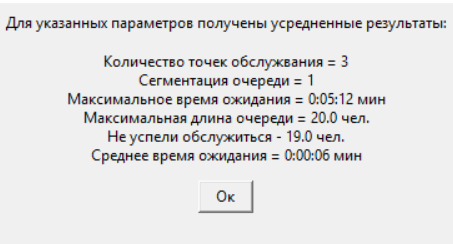 Для указанных параметров получены усредненные результаты:
Количество точек обслужвания = 3
Сегментация очереди = 1
Максимальное время ожидания = 0:05:12 мин
Максимальная длина очереди = 20.0 чел.
Не успели обслужиться - 19.0 чел.
Среднее время ожидания = 0:00:06 мин
Ок